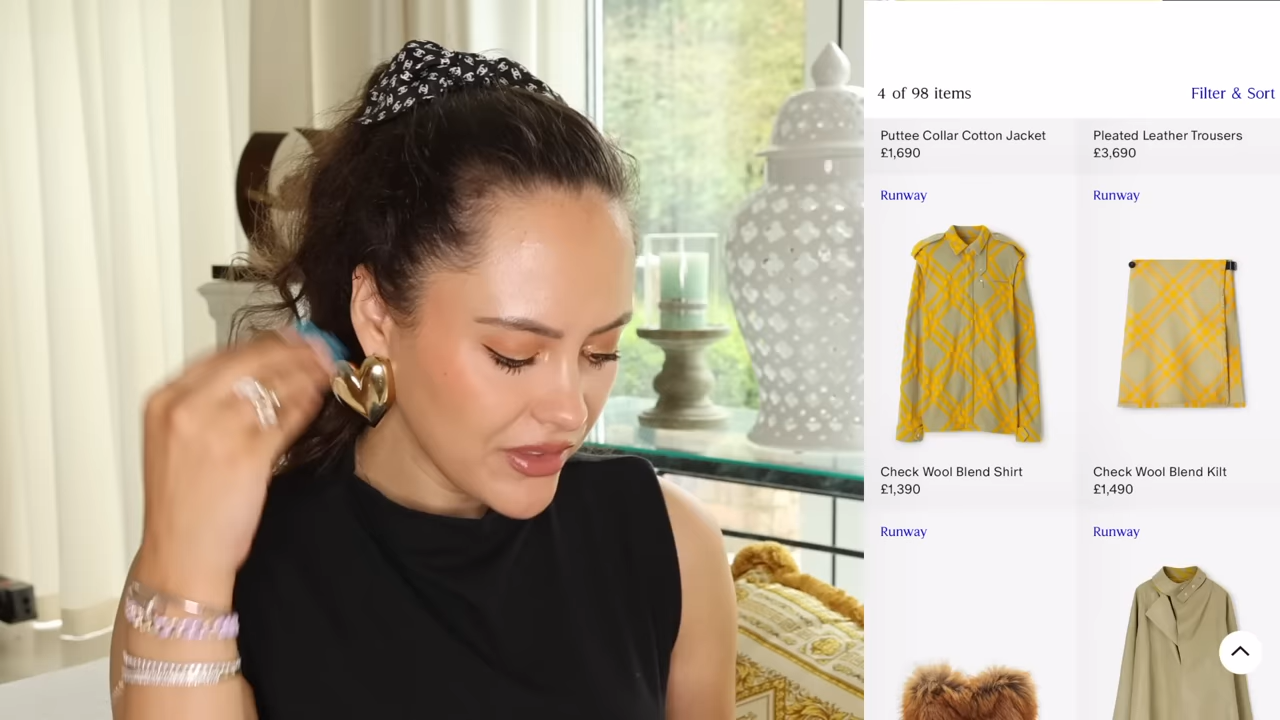 4 of 98 items
Filter & Sort
Puttee Collar Cotton Jacket
£1,690
Pleated Leather Trousers
£3,690
Runway
Runway
Check Wool Blend Shirt
£1,390
Check Wool Blend Kilt
£1,490
Runway
Runway